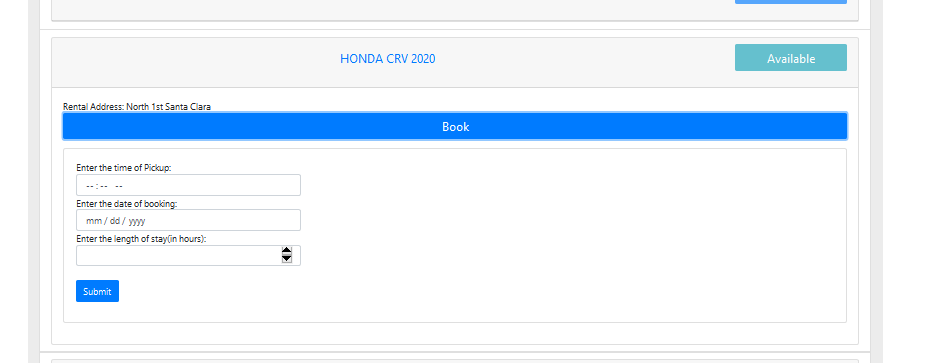 HONDA CRV 2020
Available
Rental Address: North 1st Santa Clara
Book
Enter the time of Pickup:
--:-- --
Enter the date of booking:
mm / dd / yyyy
Enter the length of stay(in hours):
Submit